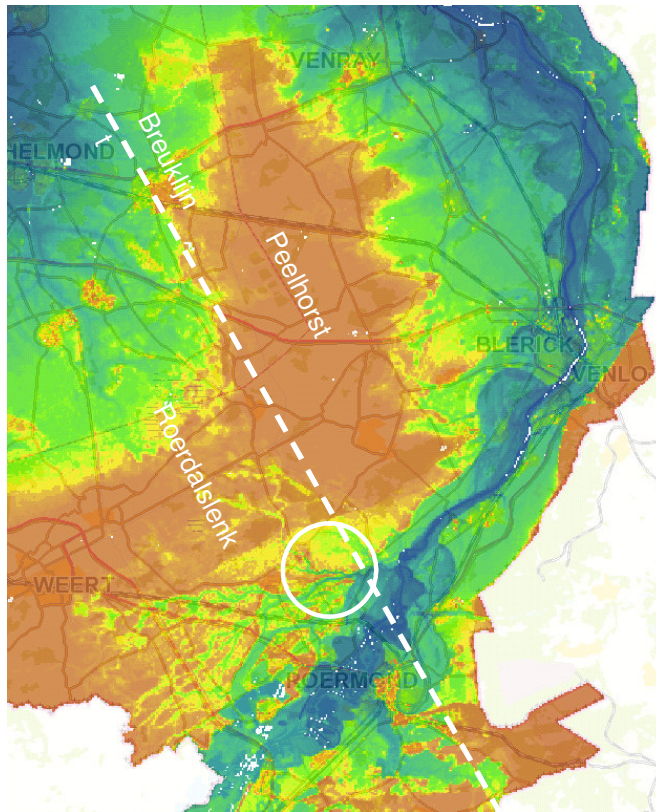 VENRAY
Breuklijn
HELMOND
Peelhorst
BLERICK
VENLO
Roerdalslenk
WEERT
ROERMOND